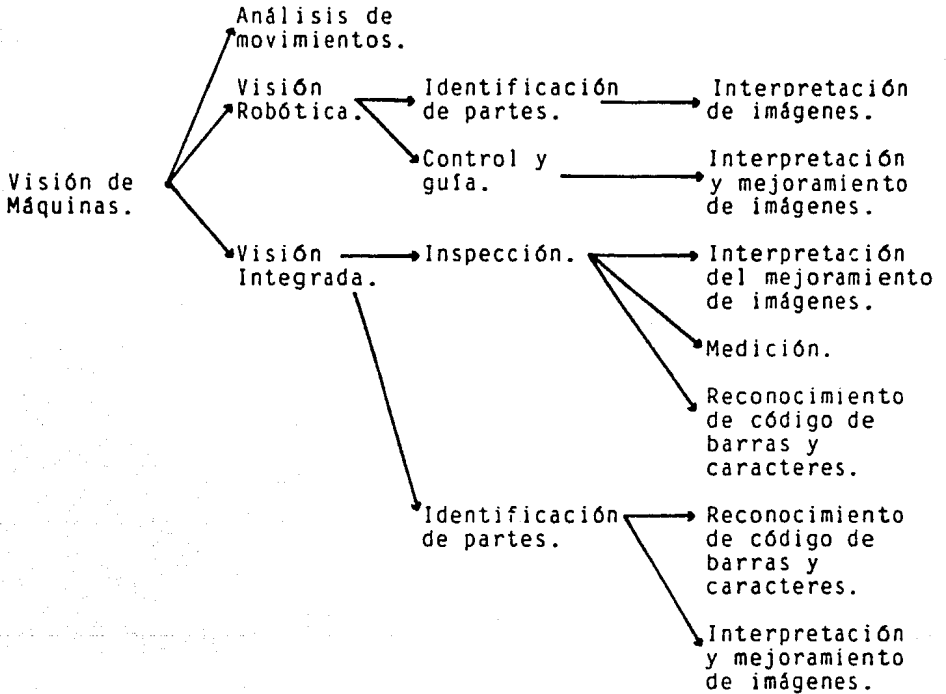 Análisis de
movimientos.
Visión
Robótica.
Identificación
de partes.
Interpretación
de imágenes.
Control y
guía.
Interpretación
y mejoramiento
de imágenes.
Visión de
Máquinas.
Visión
Integrada.
Inspección.
Interpretación
del mejoramiento
de imágenes.
Medición.
Reconocimiento
de código de
barras y
caracteres.
Identificación
de partes.
Reconocimiento
de código de
barras y
caracteres.
Interpretación
y mejoramiento
de imágenes.